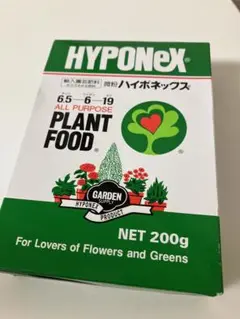 HYPONeX
輸入園芸肥料
微粉ハイポネックス
6.5—6—19
ALL PURPOSE
PLANT
FOOD
GARDEN
SUPPLY
HYPONEX
PRODUCT
NET 200g
For Lovers of Flowers and Greens